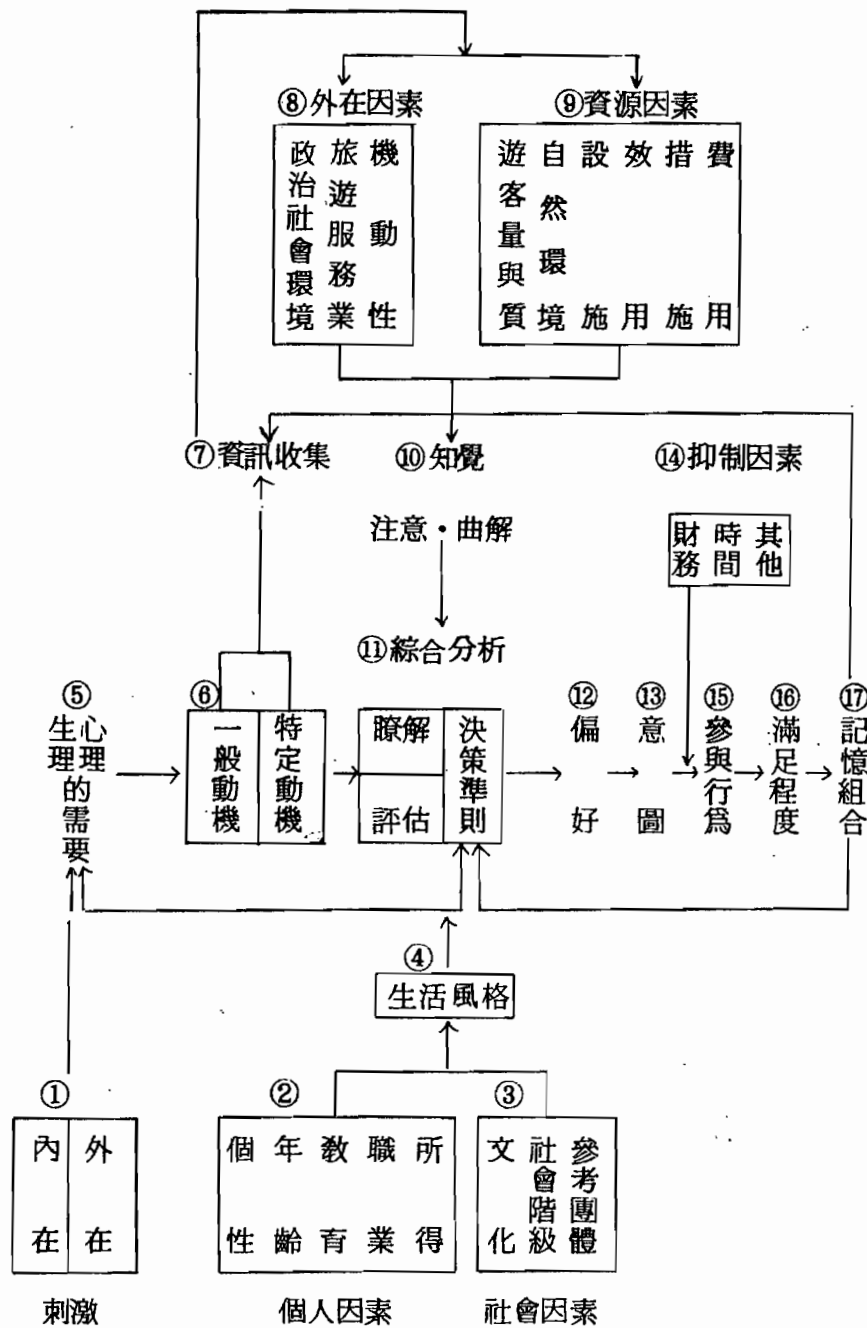 ⑧外在因素
⑨資源因素
政治社會環境
旅遊服務業
機動性
遊客量與質
自然環境
設施
效用
措施
費用
⑦資訊收集
⑩知覺
⑭抑制因素
注意・曲解
財務
時間
其他
⑪綜合分析
⑤
心理
生理的需要
⑥
一般動機
特定動機
瞭解
評估
決策準則
⑫
偏好
⑬
意圖
⑮
參與行為
⑯
滿足程度
⑰
記憶組合
④
生活風格
①
內在
外在
②
個性
年齡
教育
職業
所得
③
文化
社會階級
參考團體
刺激
個人因素
社會因素